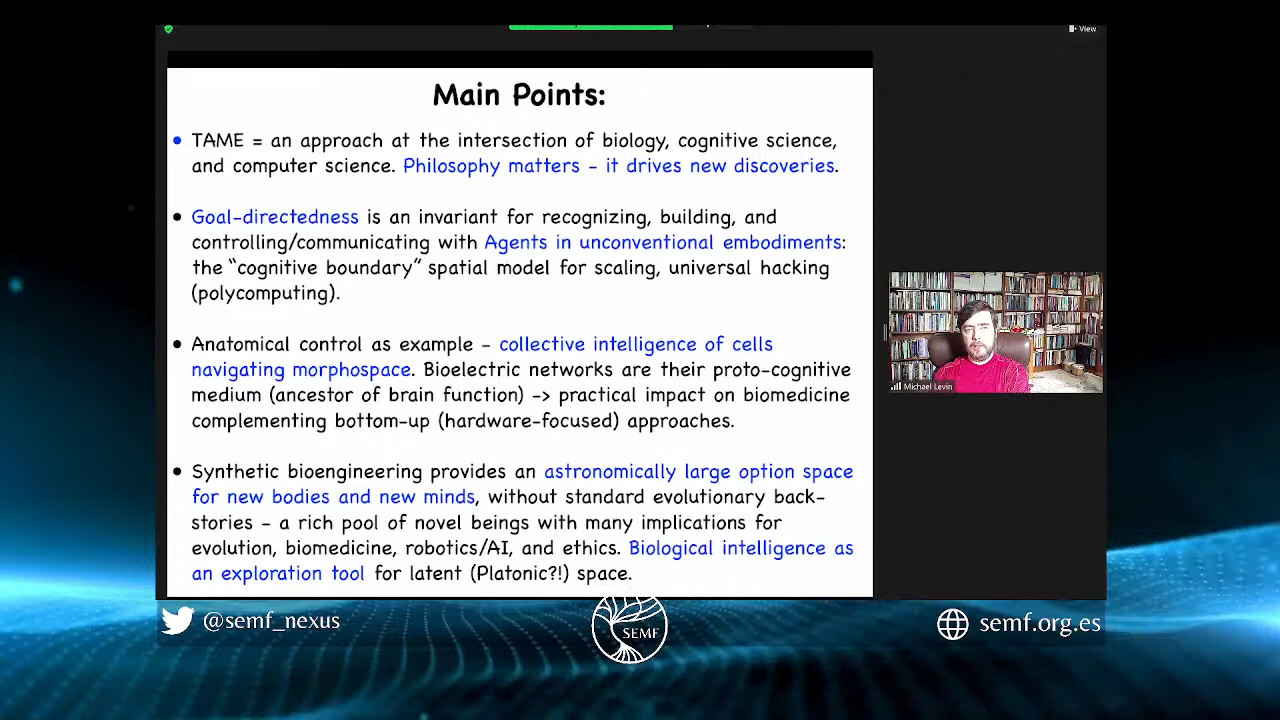 View
Main Points:
• TAME = an approach at the intersection of biology, cognitive science,
and computer science. Philosophy matters – it drives new discoveries.
• Goal-directedness is an invariant for recognizing, building, and
controlling/communicating with Agents in unconventional embodiments:
the “cognitive boundary” spatial model for scaling, universal hacking
(polycomputing).
• Anatomical control as example – collective intelligence of cells
navigating morphospace. Bioelectric networks are their proto-cognitive
medium (ancestor of brain function) -> practical impact on biomedicine
complementing bottom-up (hardware-focused) approaches.
• Synthetic bioengineering provides an astronomically large option space
for new bodies and new minds, without standard evolutionary back-
stories – a rich pool of novel beings with many implications for
evolution, biomedicine, robotics/AI, and ethics. Biological intelligence as
an exploration tool for latent (Platonic?!) space.
Michael Levin
@semf_nexus
SEMF
semf.org.es